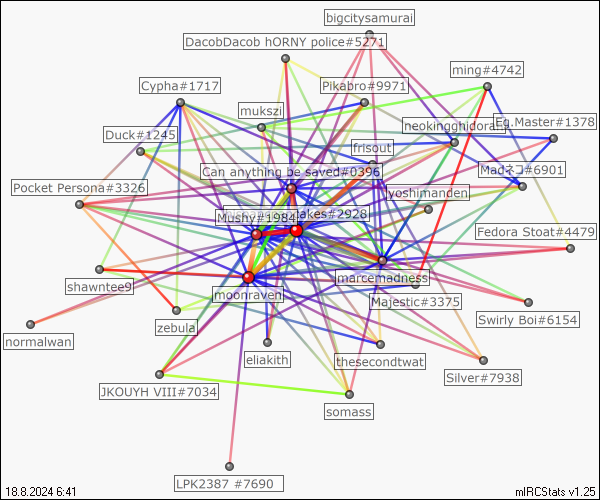 bigcitysamurai
DacobDacob hORNY police#5271
ming#4742
Cypha#1717
Pikabro#9971
mukszi
neokingghidorah
Eg.Master#1378
Duck#1245
frisout
Can anything be saved#0396
Madネコ#6901
Pocket Persona#3326
yoshimanden
Mushy#1984
akes#2928
Fedora Stoat#4479
marcemadness
shawntee9
moonraven
Majestic#3375
Swirly Boi#6154
zebula
normalwan
eliakith
thesecondtwat
Silver#7938
JKOUYH VIII#7034
somass
LPK2387 #7690
18.8.2024 6:41
mIRCStats v1.25